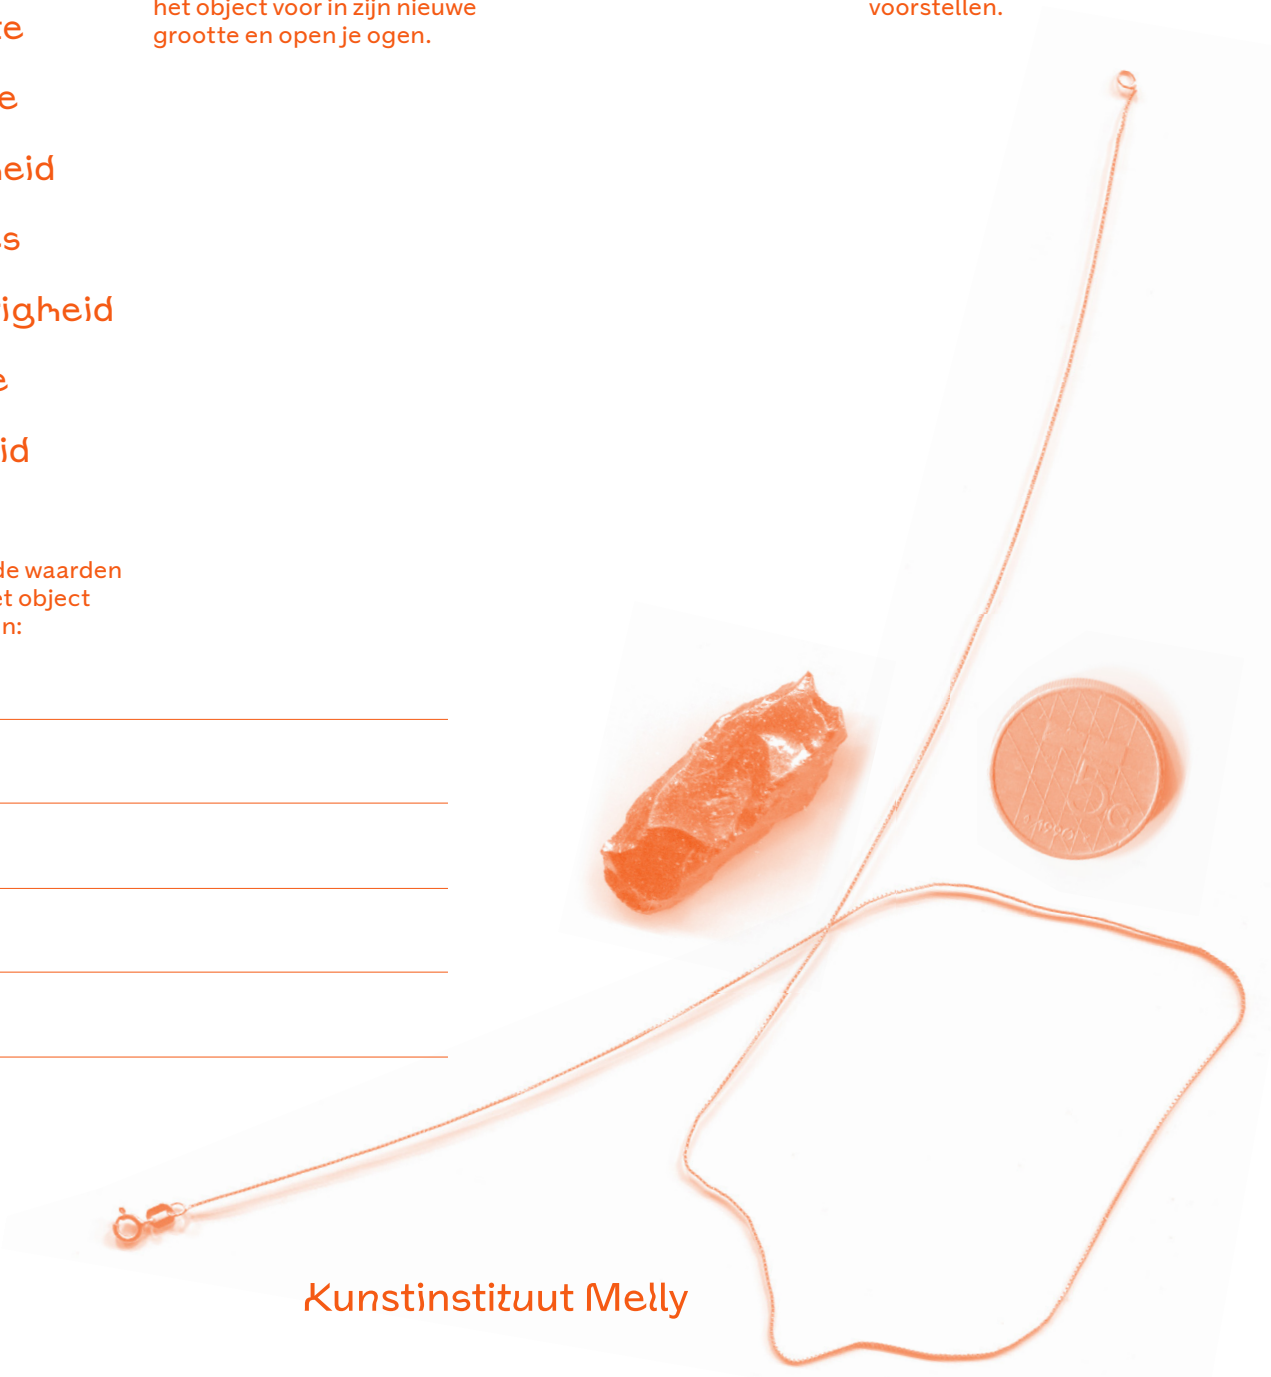 het object voor in zijn nieuwe
grootte en open je ogen.
voorstellen.
te
e
heid
s
igheid
e
id
de waarden
et object
n:
5
Kunstinstituut Melly